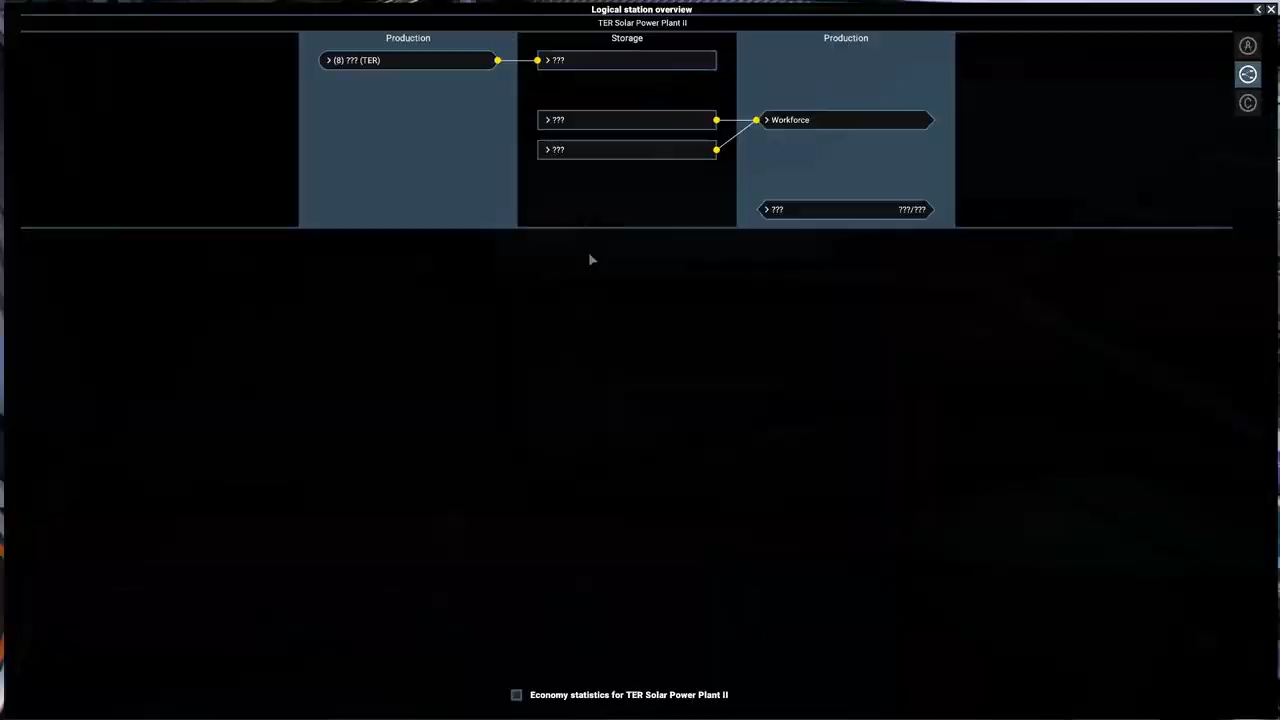 Logical station overview
TER Solar Power Plant II
Production
Storage
Production
(8) ??? (TER)
???
???
Workforce
???
???
???/???
Economy statistics for TER Solar Power Plant II